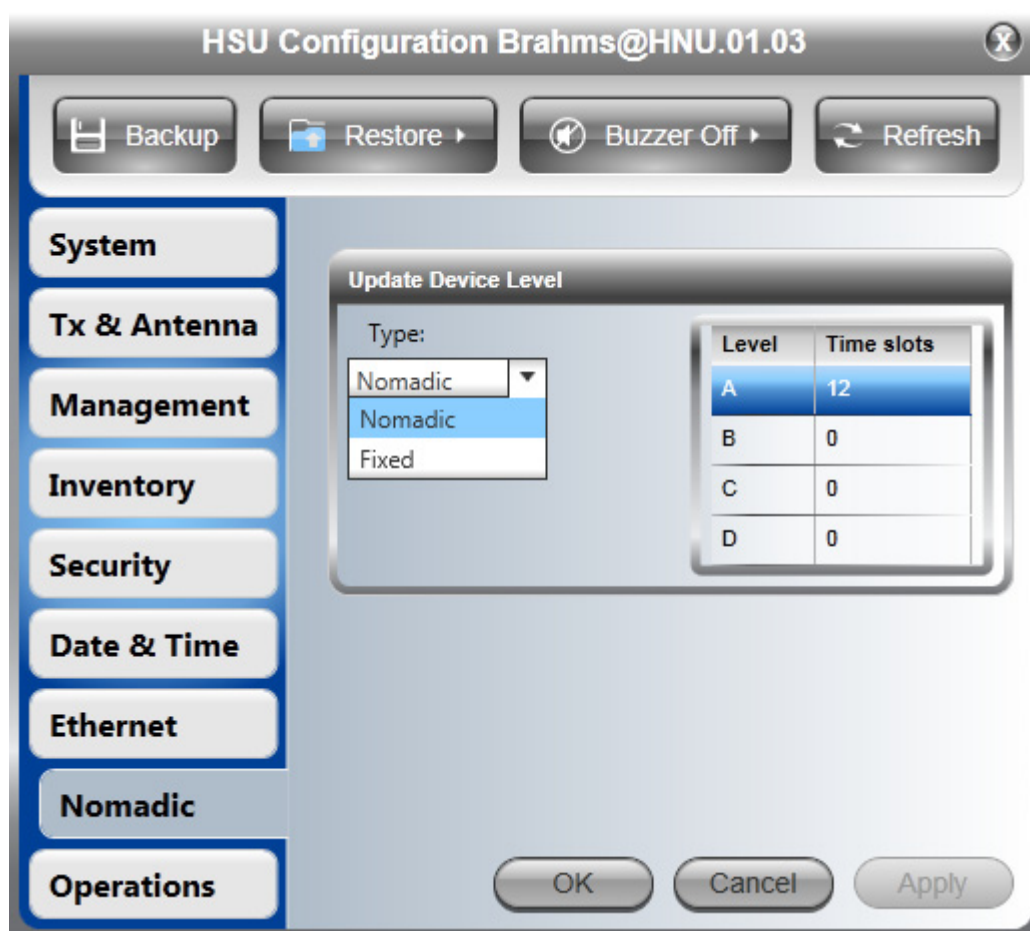 HSU Configuration Brahms@HNU.01.03
Backup Restore Buzzer Off Refresh
System
Tx & Antenna
Management
Inventory
Security
Date & Time
Ethernet
Nomadic
Operations
Update Device Level
Type:
Nomadic
Nomadic
Fixed
Level Time slots
A 12
B 0
C 0
D 0
OK Cancel Apply